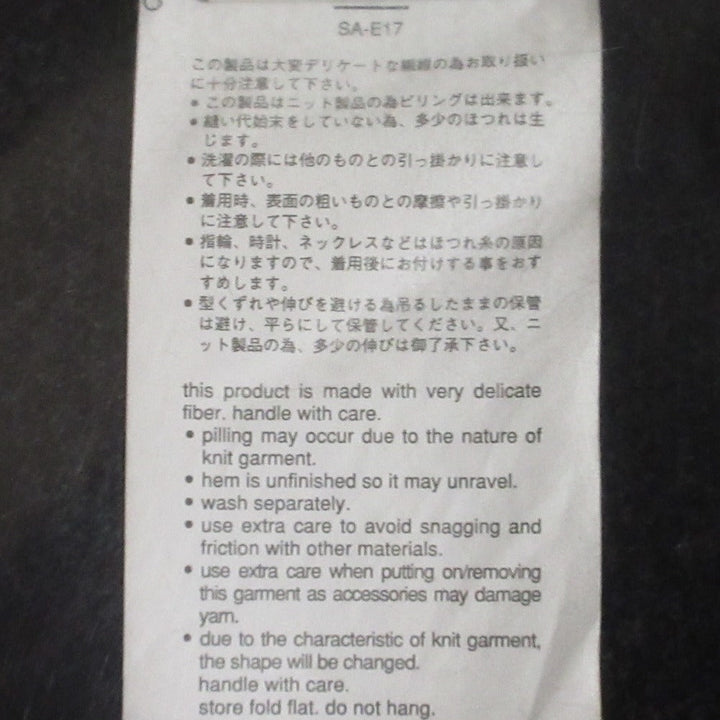 SA-E17
この製品は大変デリケートな繊維の為お取り扱い
に十分注意して下さい。
● この製品はニット製品の為ピリングは出来ます。
● 縫い代始末をしていない為、多少のほつれは生
じます。
● 洗濯の際には他のものとの引っ掛かりに注意し
て下さい。
● 着用時、表面の粗いものとの摩擦や引っ掛かり
に注意して下さい。
● 指輪、時計、ネックレスなどはほつれ糸の原因
になりますので、着用後にお付けする事をおす
すめします。
● 型くずれや伸びを避ける為吊るしたままの保管
は避け、平らにして保管してください。又、ニ
ット製品の為、多少の伸びは御了承下さい。
this product is made with very delicate
fiber. handle with care.
● pilling may occur due to the nature of
knit garment.
● hem is unfinished so it may unravel.
● wash separately.
● use extra care to avoid snagging and
friction with other materials.
● use extra care when putting on/removing
this garment as accessories may damage
yarn.
● due to the characteristic of knit garment,
the shape will be changed.
handle with care.
store fold flat. do not hang.